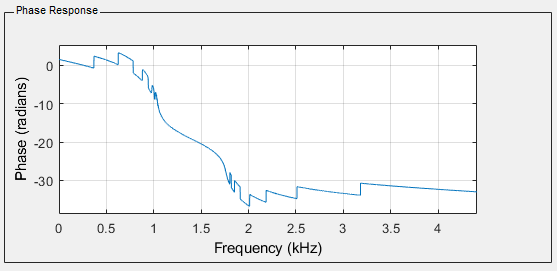 Phase Response
Phase (radians)
0
-10
-20
-30
0 0.5 1 1.5 2 2.5 3 3.5 4
Frequency (kHz)